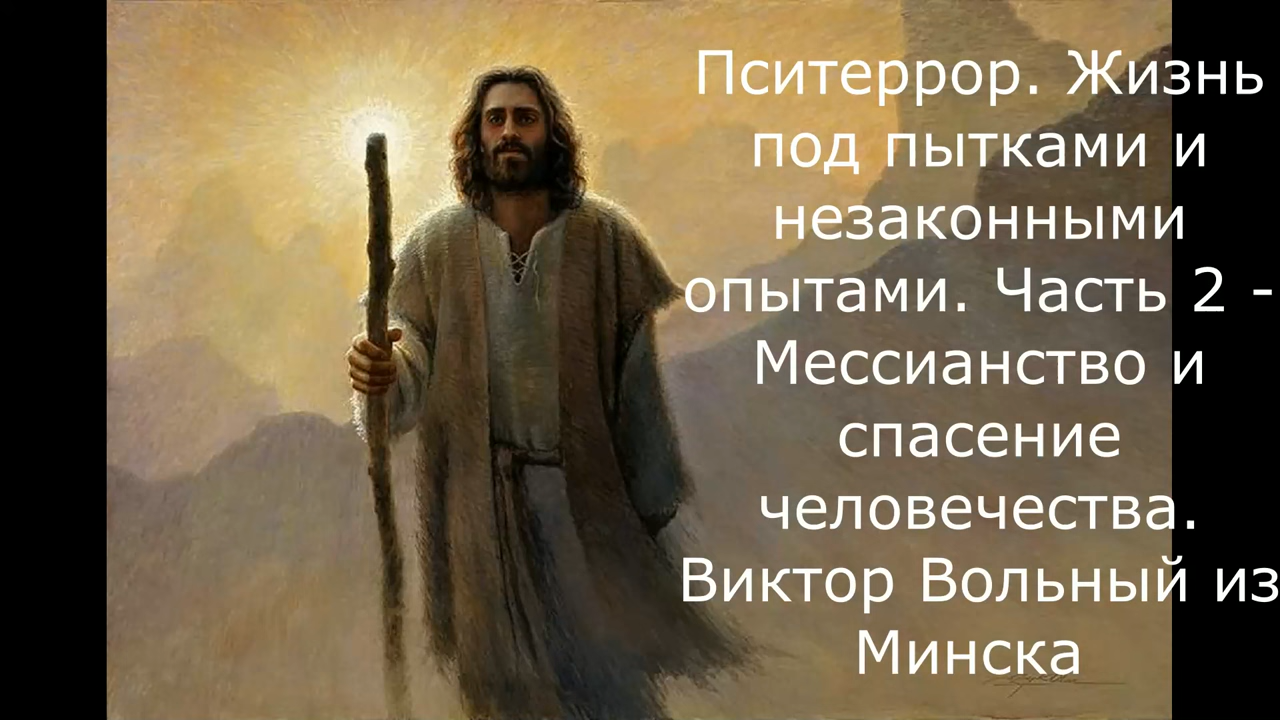 Пситеррор. Жизнь
под пытками и
незаконными
опытами. Часть 2 -
Мессианство и
спасение
человечества.
Виктор Вольный из
Минска